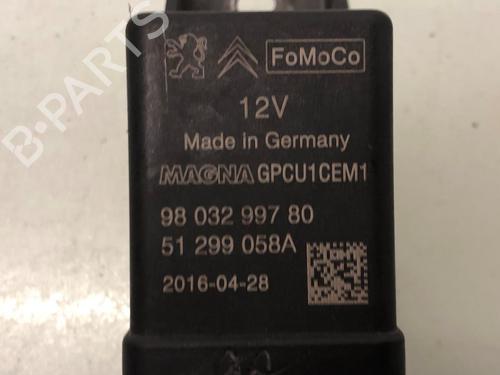 FoMoCo
12V
Made in Germany
MAGNA GPCU1CEM1
98 032 997 80
51 299 058A
2016-04-28
B-PARTS